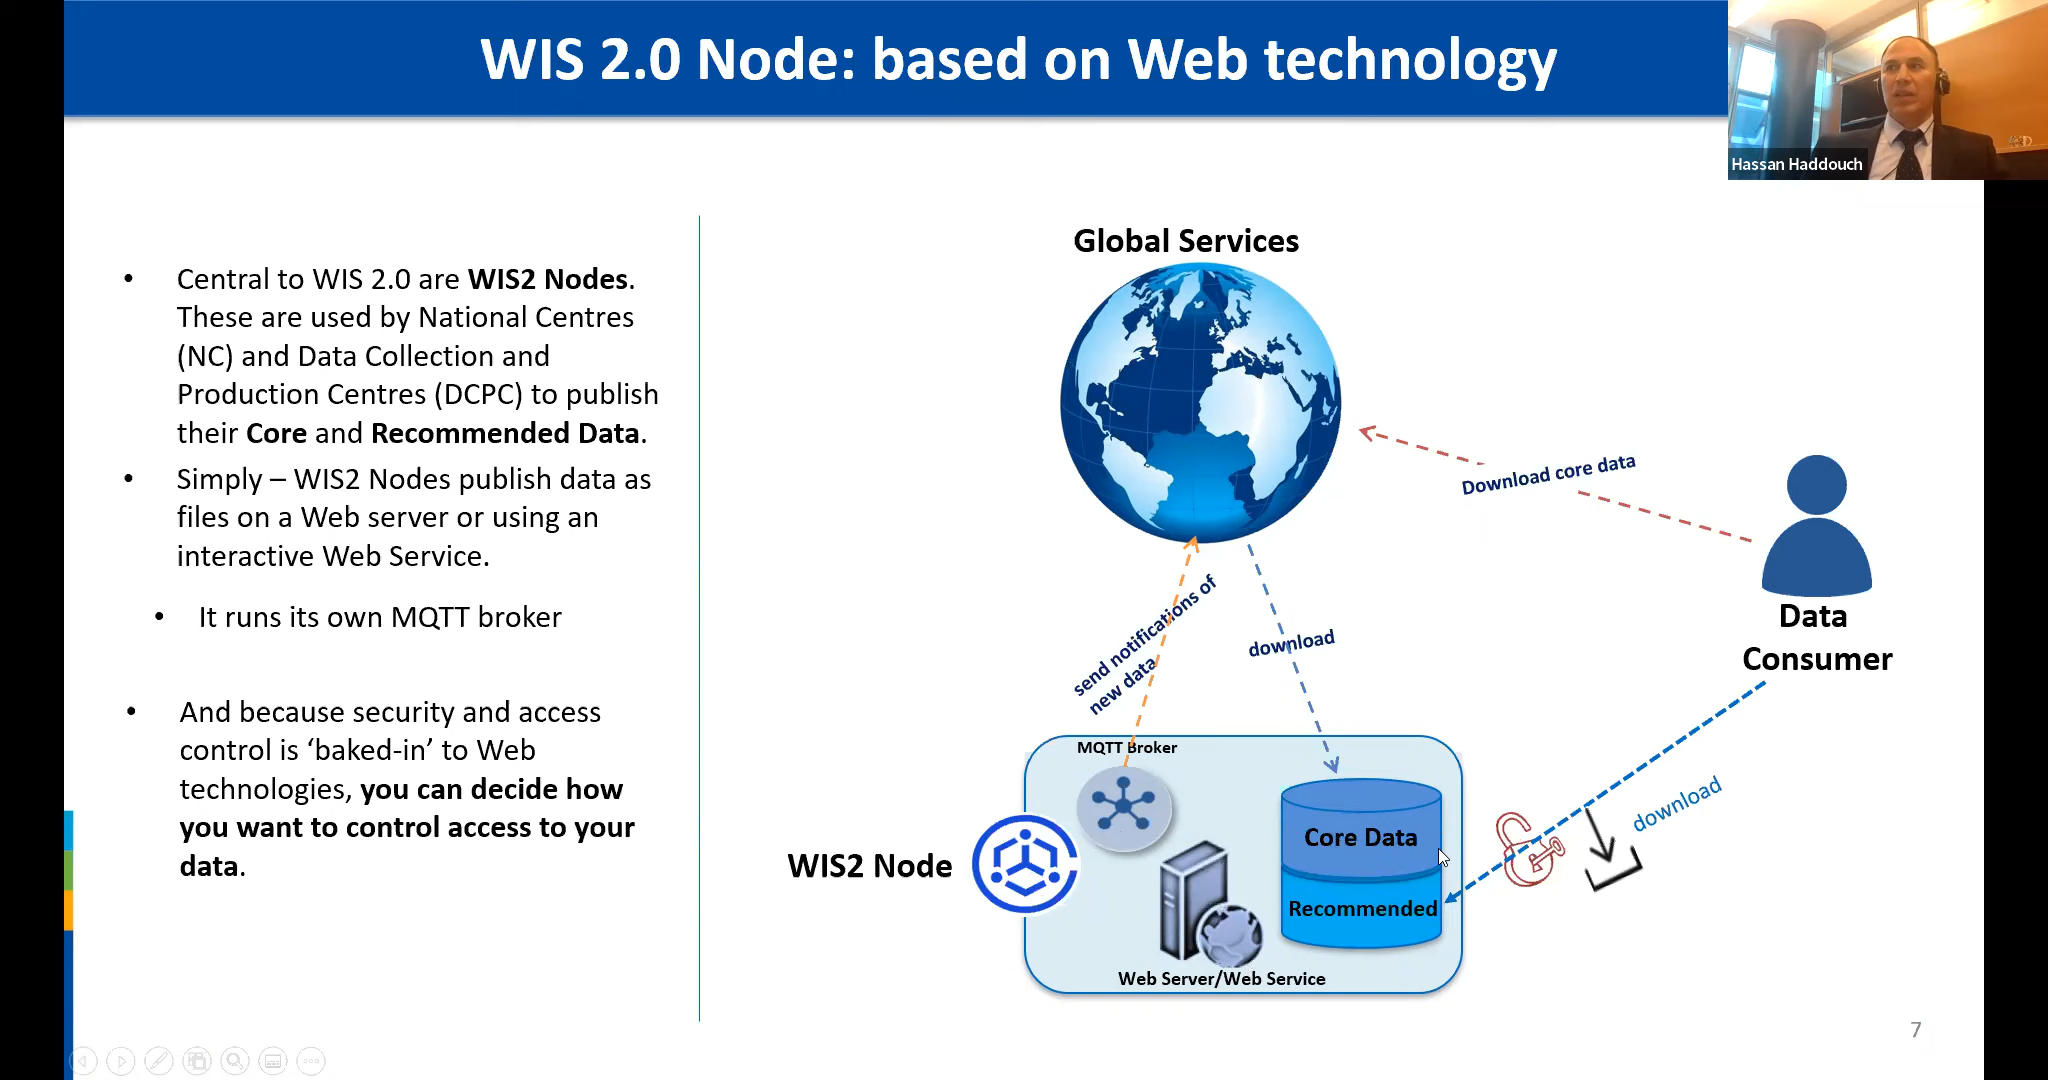 WIS 2.0 Node: based on Web technology
Hassan Haddouch
• Central to WIS 2.0 are WIS2 Nodes.
These are used by National Centres
(NC) and Data Collection and
Production Centres (DCPC) to publish
their Core and Recommended Data.
• Simply – WIS2 Nodes publish data as
files on a Web server or using an
interactive Web Service.
• It runs its own MQTT broker
• And because security and access
control is ‘baked-in’ to Web
technologies, you can decide how
you want to control access to your
data.
Global Services
Download core data
Data
Consumer
send notifications of
new data
download
download
MQTT Broker
WIS2 Node
Core Data
Recommended
Web Server/Web Service
7